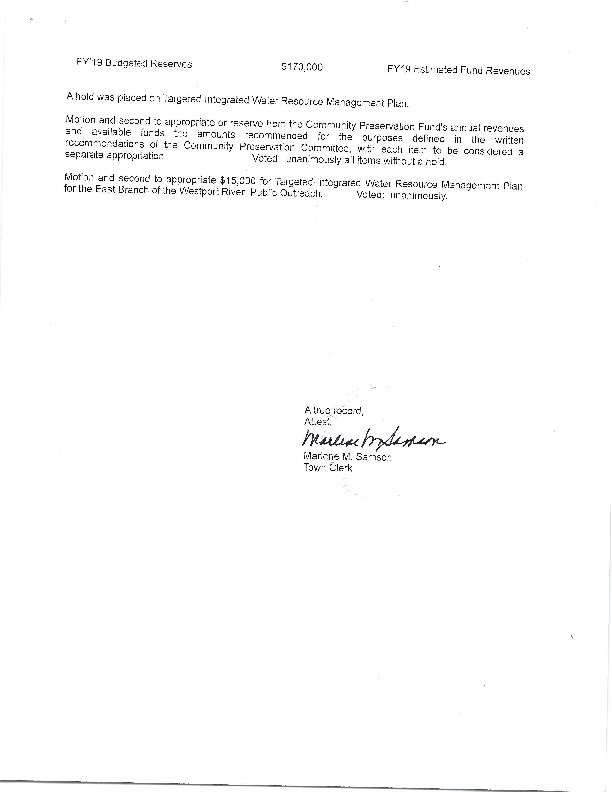 FY'19 Budgeted Reserves $170,000 FY'19 Estimated Fund Revenues
A hold was placed on Targeted Integrated Water Resource Management Plan.
Motion and second to appropriate or reserve from the Community Preservation Fund's annual revenues
and available funds the amounts recommended for the purposes defined in the written
recommendations of the Community Preservation Committee, with each item to be considered a
separate appropriation. Voted: unanimously all items without a hold.
Motion and second to appropriate $15,000 for Targeted Integrated Water Resource Management Plan
for the East Branch of the Westport River, Public Outreach. Voted: unanimously.
A true record,
Attest:
Marlene M Samson
Marlene M. Samson
Town Clerk